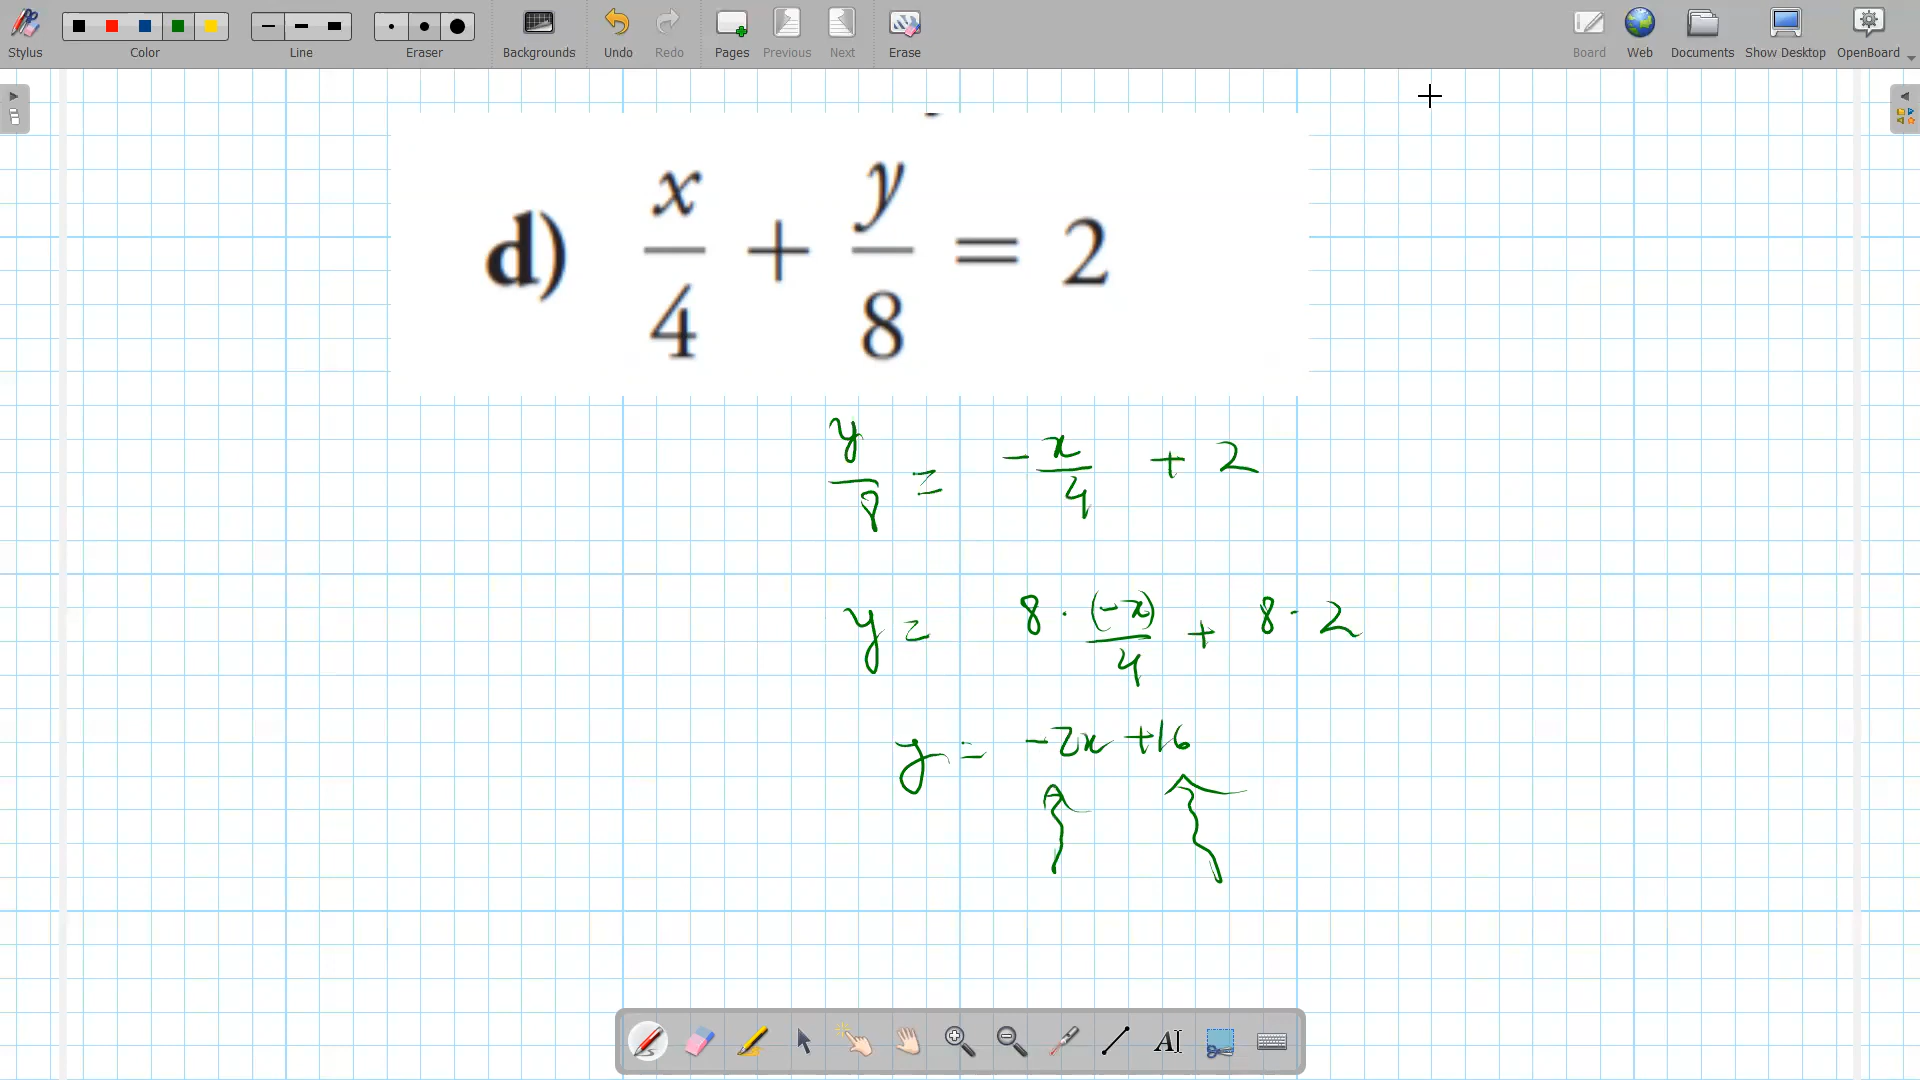 Stylus Color Line Eraser Backgrounds Undo Redo Pages Previous Next Erase Board Web Documents Show Desktop OpenBoard
d) x/4 + y/8 = 2
y/8 = -x/4 + 2
y = 8 · (-x)/4 + 8 · 2
y = -2x +16